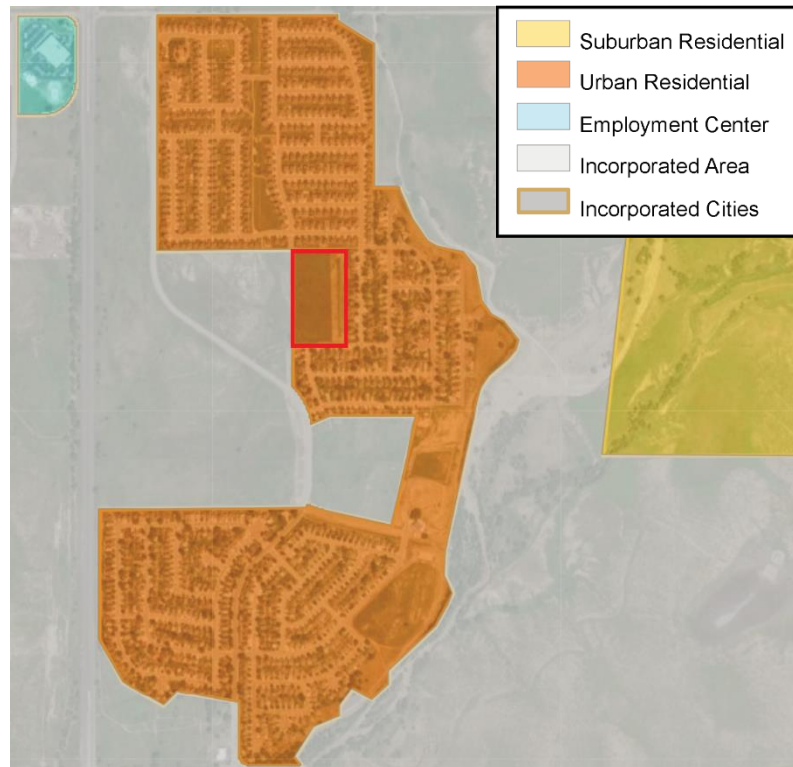 Suburban Residential
Urban Residential
Employment Center
Incorporated Area
Incorporated Cities